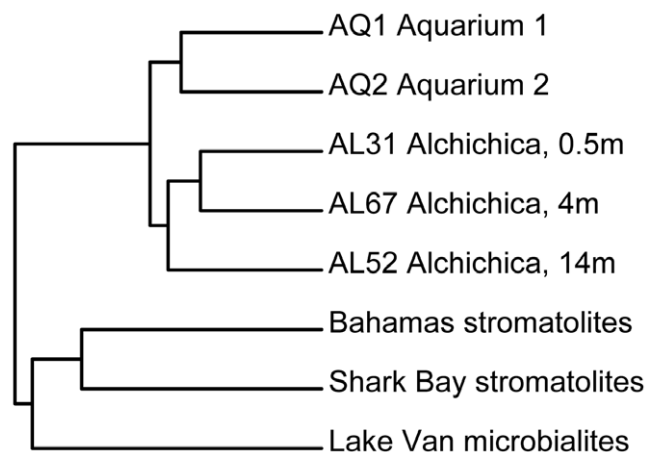 AQ1 Aquarium 1
AQ2 Aquarium 2
AL31 Alchichica, 0.5m
AL67 Alchichica, 4m
AL52 Alchichica, 14m
Bahamas stromatolites
Shark Bay stromatolites
Lake Van microbialites